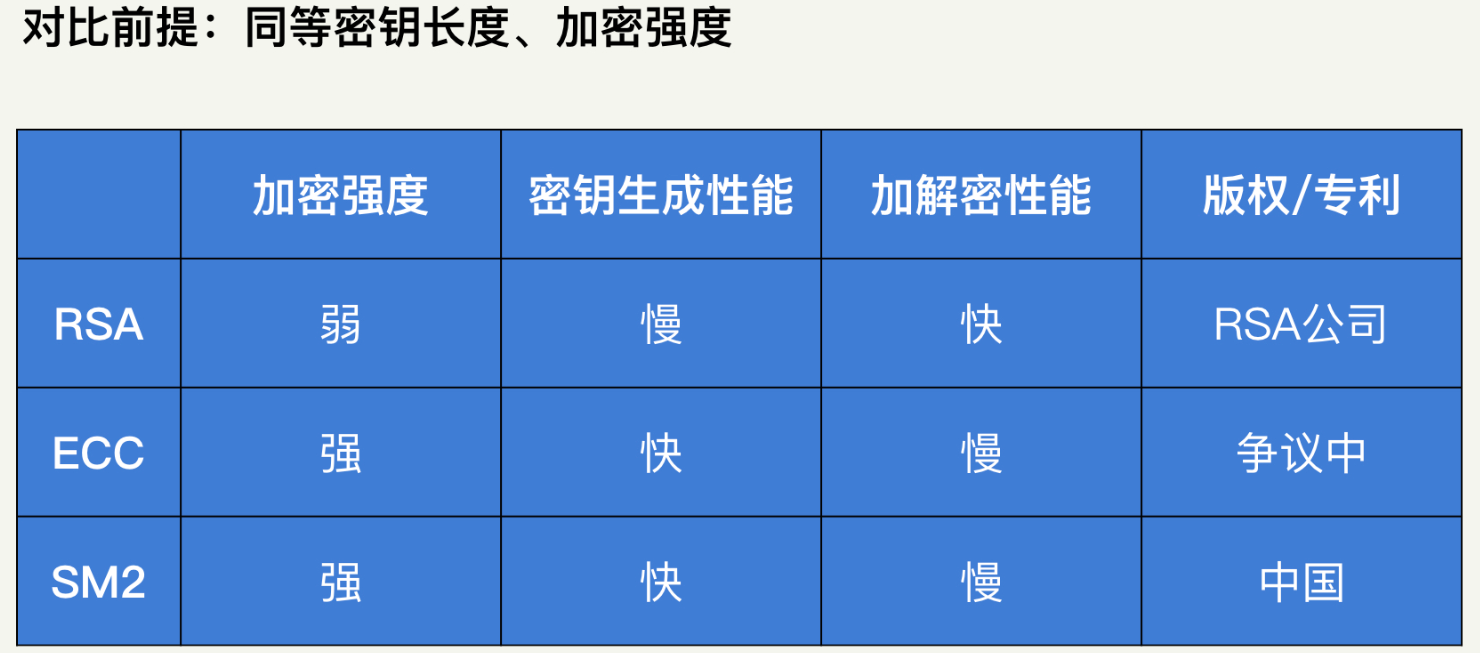 对比前提：同等密钥长度、加密强度
加密强度 密钥生成性能 加解密性能 版权/专利
RSA 弱 慢 快 RSA公司
ECC 强 快 慢 争议中
SM2 强 快 慢 中国